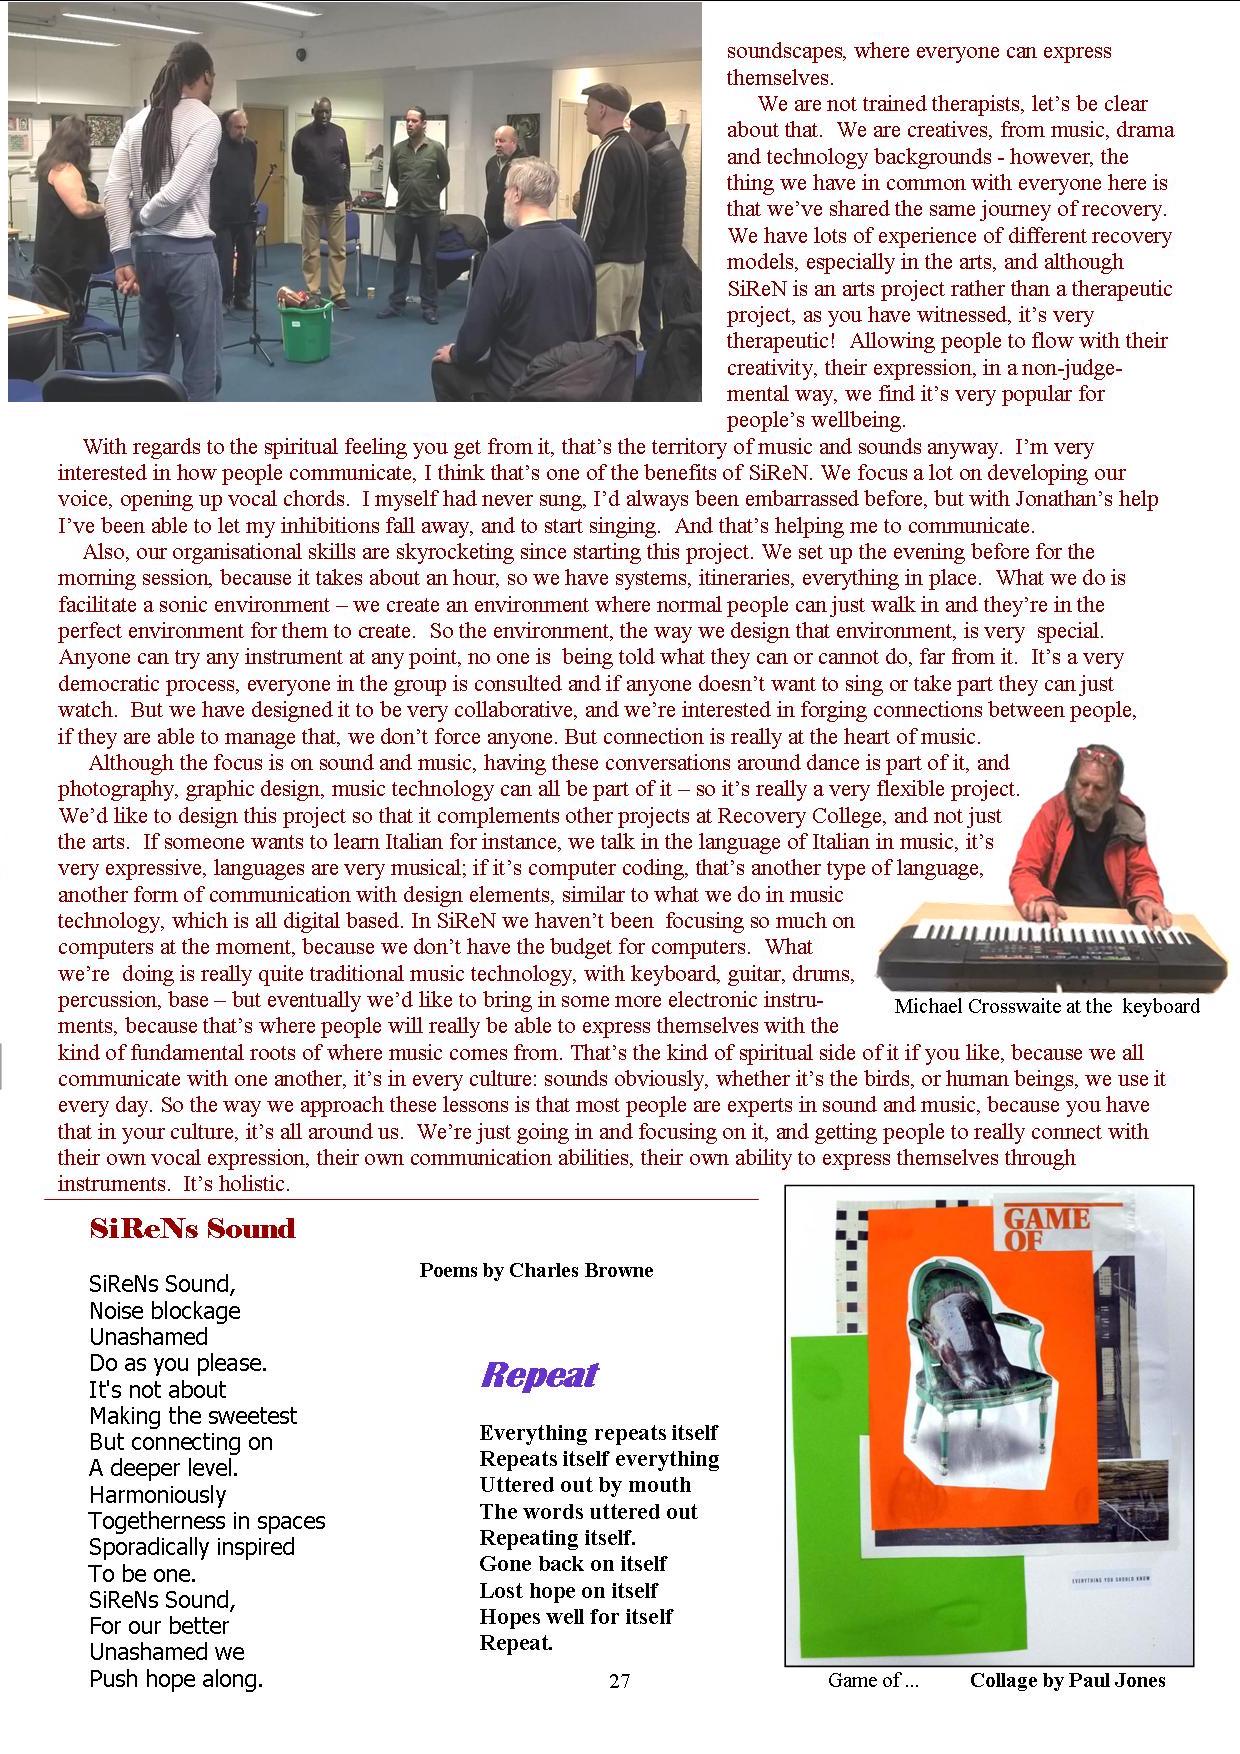 soundscapes, where everyone can express
themselves.
We are not trained therapists, let's be clear
about that.  We are creatives, from music, drama
and technology backgrounds - however, the
thing we have in common with everyone here is
that we've shared the same journey of recovery.
We have lots of experience of different recovery
models, especially in the arts, and although
SiReN is an arts project rather than a therapeutic
project, as you have witnessed, it's very
therapeutic!  Allowing people to flow with their
creativity, their expression, in a non-judge-
mental way, we find it's very popular for
people's wellbeing.
With regards to the spiritual feeling you get from it, that's the territory of music and sounds anyway.  I'm very
interested in how people communicate, I think that's one of the benefits of SiReN. We focus a lot on developing our
voice, opening up vocal chords.  I myself had never sung, I'd always been embarrassed before, but with Jonathan's help
I've been able to let my inhibitions fall away, and to start singing.  And that's helping me to communicate.
Also, our organisational skills are skyrocketing since starting this project. We set up the evening before for the
morning session, because it takes about an hour, so we have systems, itineraries, everything in place.  What we do is
facilitate a sonic environment – we create an environment where normal people can just walk in and they're in the
perfect environment for them to create.  So the environment, the way we design that environment, is very  special.
Anyone can try any instrument at any point, no one is  being told what they can or cannot do, far from it.  It's a very
democratic process, everyone in the group is consulted and if anyone doesn't want to sing or take part they can just
watch.  But we have designed it to be very collaborative, and we're interested in forging connections between people,
if they are able to manage that, we don't force anyone. But connection is really at the heart of music.
Although the focus is on sound and music, having these conversations around dance is part of it, and
photography, graphic design, music technology can all be part of it – so it's really a very flexible project.
We'd like to design this project so that it complements other projects at Recovery College, and not just
the arts.  If someone wants to learn Italian for instance, we talk in the language of Italian in music, it's
very expressive, languages are very musical; if it's computer coding, that's another type of language,
another form of communication with design elements, similar to what we do in music
technology, which is all digital based. In SiReN we haven't been  focusing so much on
computers at the moment, because we don't have the budget for computers.  What
we're  doing is really quite traditional music technology, with keyboard, guitar, drums,
percussion, base – but eventually we'd like to bring in some more electronic instru-
ments, because that's where people will really be able to express themselves with the
kind of fundamental roots of where music comes from. That's the kind of spiritual side of it if you like, because we all
communicate with one another, it's in every culture: sounds obviously, whether it's the birds, or human beings, we use it
every day. So the way we approach these lessons is that most people are experts in sound and music, because you have
that in your culture, it's all around us.  We're just going in and focusing on it, and getting people to really connect with
their own vocal expression, their own communication abilities, their own ability to express themselves through
instruments.  It's holistic.
Michael Crosswaite at the  keyboard
SiReNs Sound
SiReNs Sound,
Noise blockage
Unashamed
Do as you please.
It's not about
Making the sweetest
But connecting on
A deeper level.
Harmoniously
Togetherness in spaces
Sporadically inspired
To be one.
SiReNs Sound,
For our better
Unashamed we
Push hope along.
Poems by Charles Browne
Repeat
Everything repeats itself
Repeats itself everything
Uttered out by mouth
The words uttered out
Repeating itself.
Gone back on itself
Lost hope on itself
Hopes well for itself
Repeat.
GAME
OF
EVERYTHING YOU SHOULD KNOW
Game of ...
Collage by Paul Jones
27